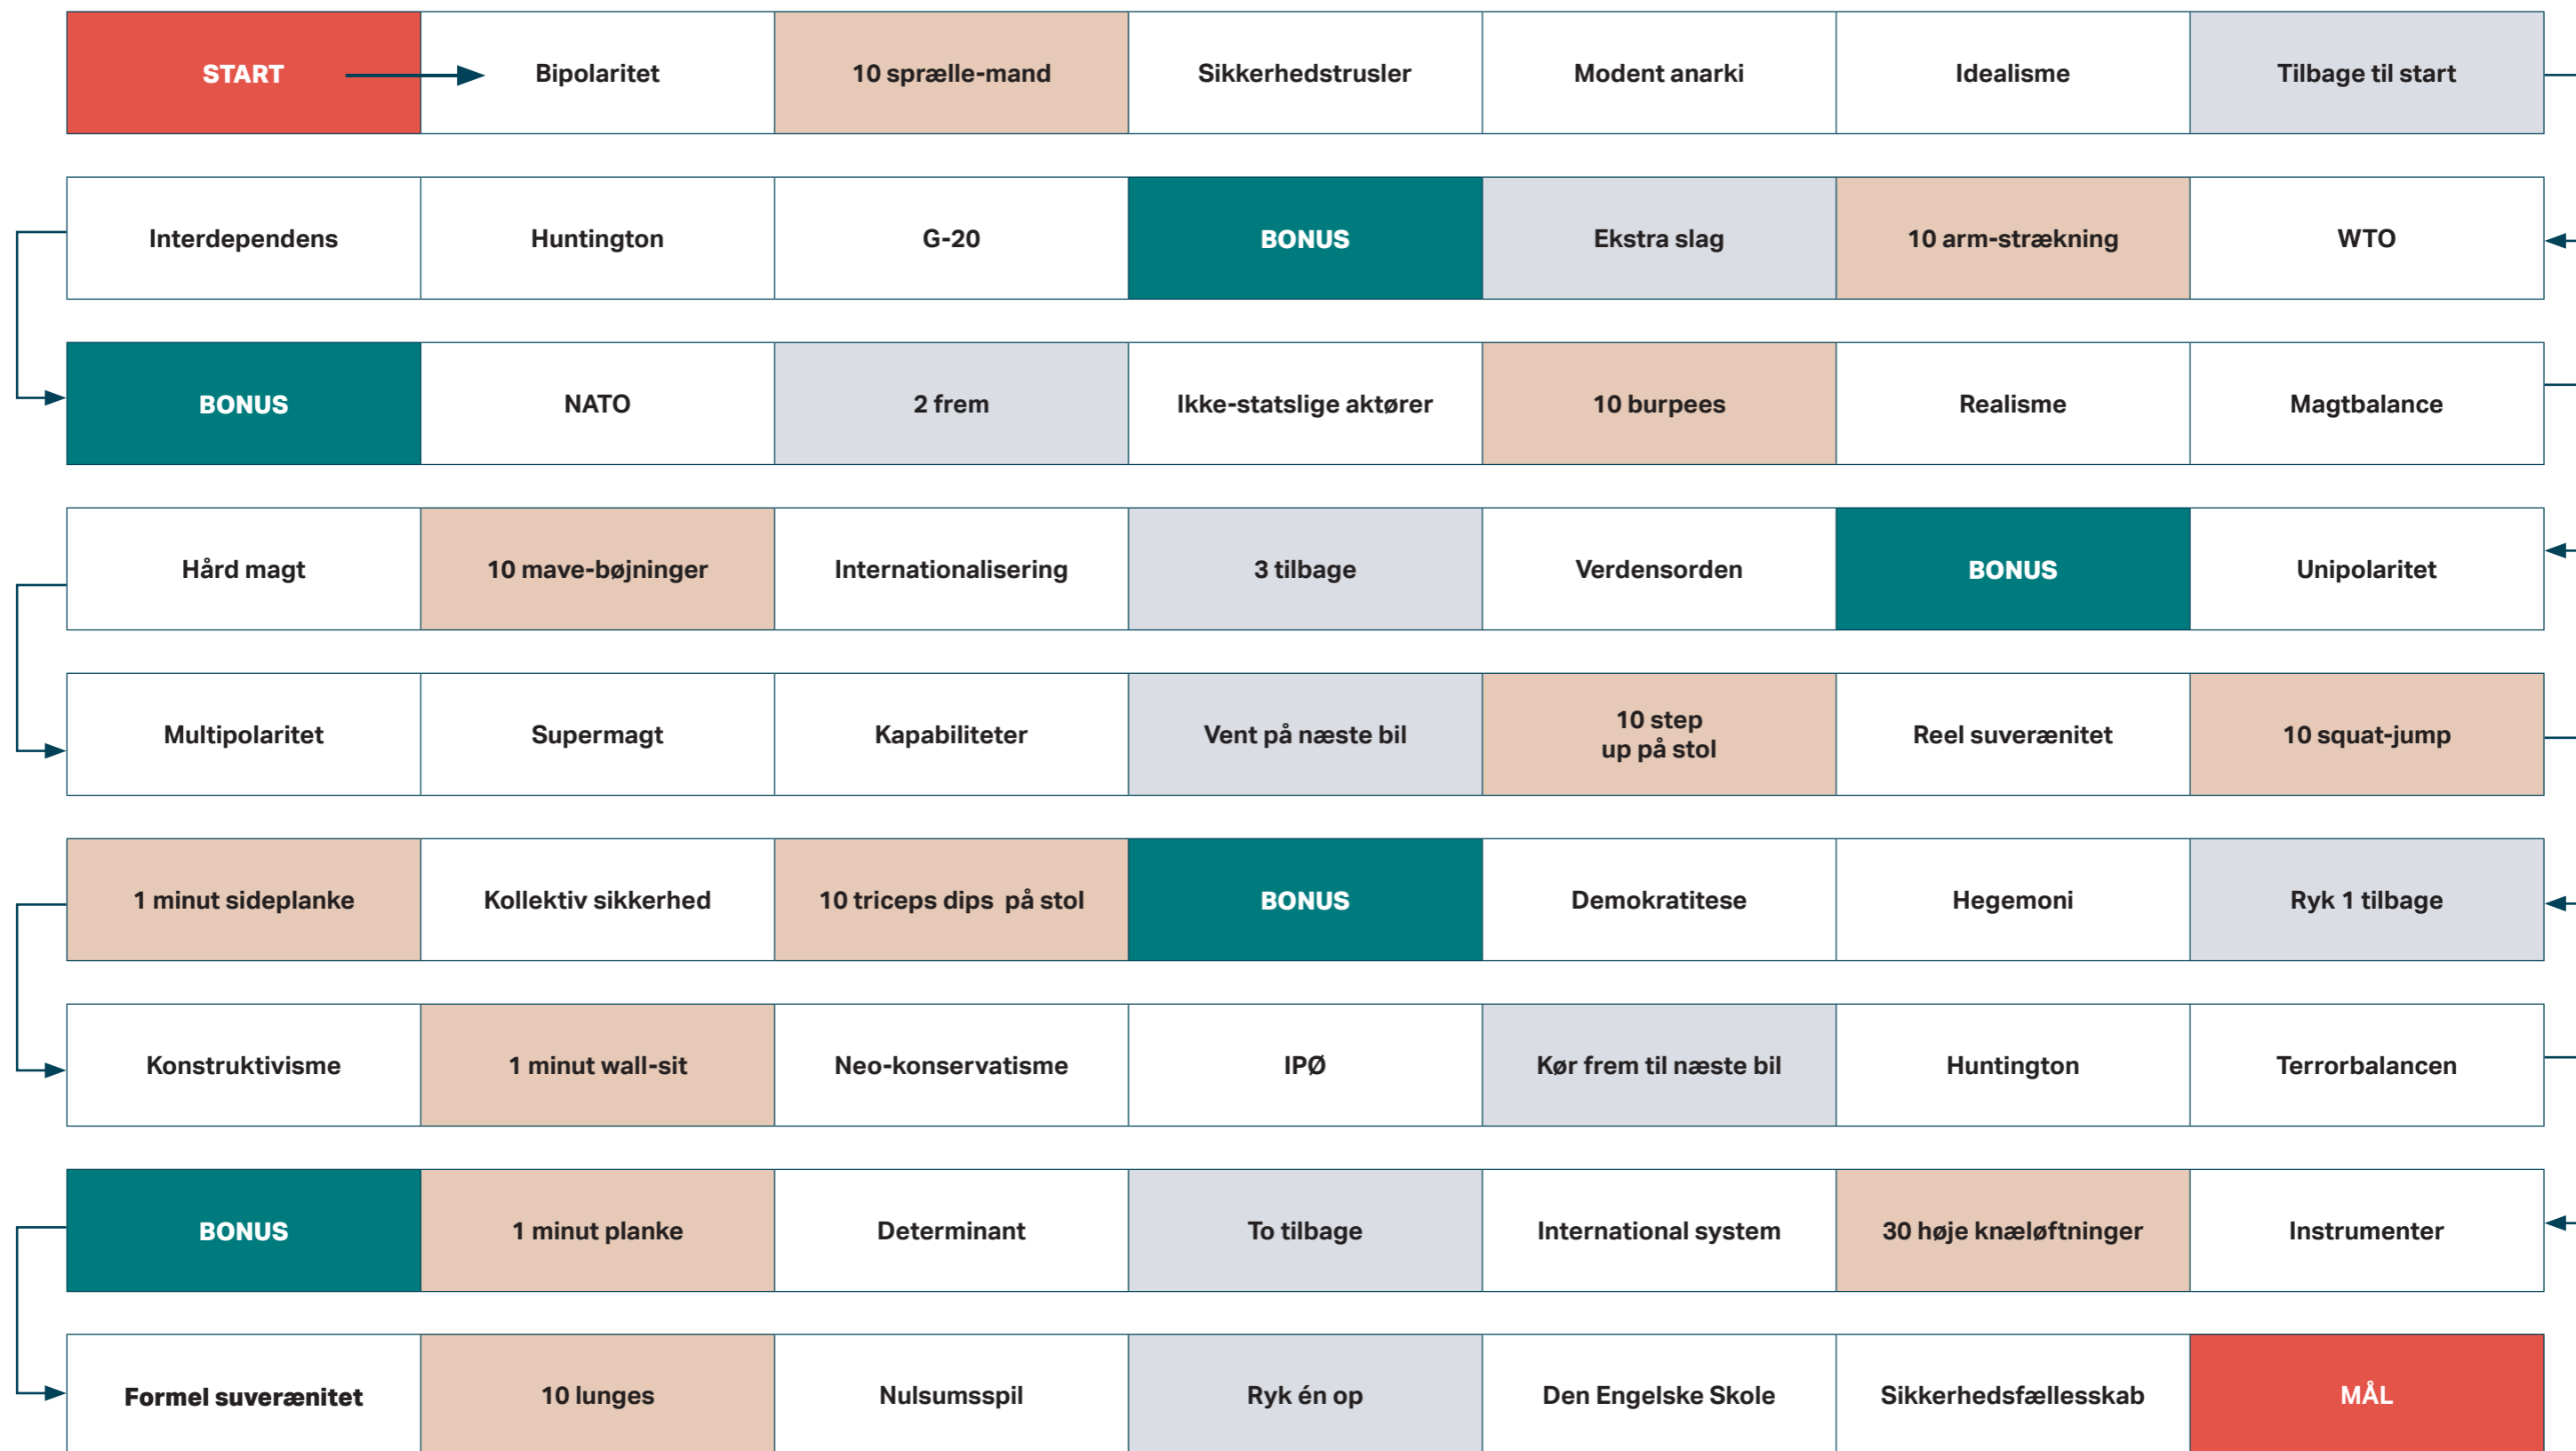 START
Bipolaritet
10 sprælle-mand
Sikkerhedstrusler
Modent anarki
Idealisme
Tilbage til start
Interdependens
Huntington
G-20
BONUS
Ekstra slag
10 arm-strækning
WTO
BONUS
NATO
2 frem
Ikke-statslige aktører
10 burpees
Realisme
Magtbalance
Hård magt
10 mave-bøjninger
Internationalisering
3 tilbage
Verdensorden
BONUS
Unipolaritet
Multipolaritet
Supermagt
Kapabiliteter
Vent på næste bil
10 step
up på stol
Reel suverænitet
10 squat-jump
1 minut sideplanke
Kollektiv sikkerhed
10 triceps dips på stol
BONUS
Demokratitese
Hegemoni
Ryk 1 tilbage
Konstruktivisme
1 minut wall-sit
Neo-konservatisme
IPØ
Kør frem til næste bil
Huntington
Terrorbalancen
BONUS
1 minut planke
Determinant
To tilbage
International system
30 høje knæløftninger
Instrumenter
Formel suverænitet
10 lunges
Nulsumsspil
Ryk én op
Den Engelske Skole
Sikkerhedsfællesskab
MÅL